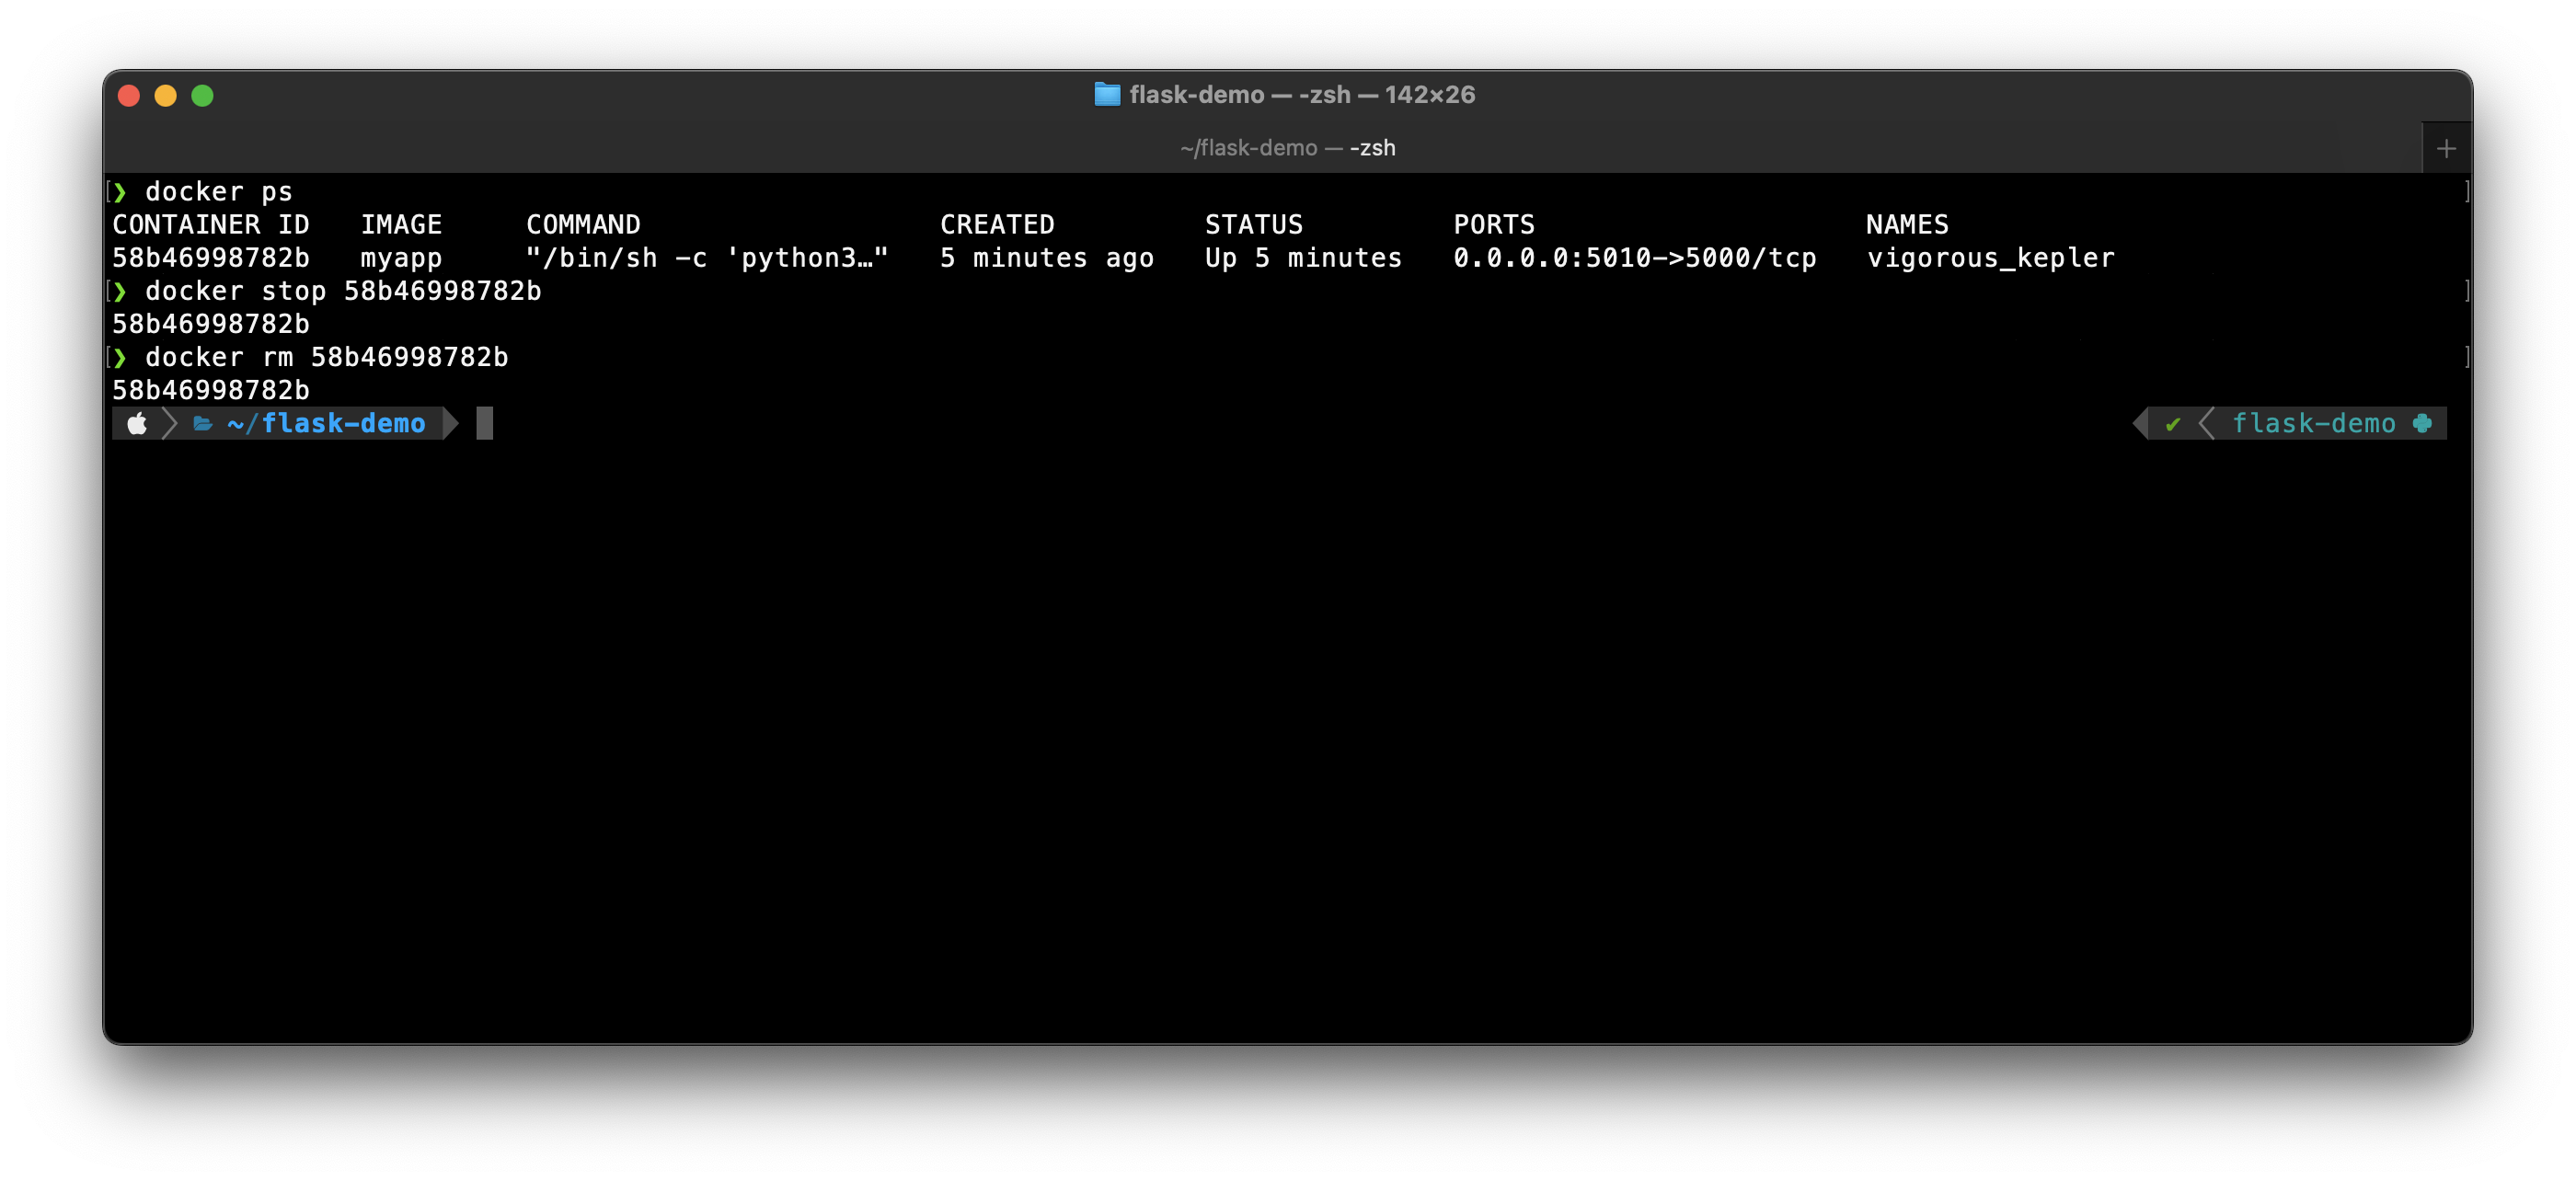 flask-demo — -zsh — 142×26
~/flask-demo — -zsh
❯ docker ps
CONTAINER ID   IMAGE     COMMAND                  CREATED         STATUS         PORTS                    NAMES
58b46998782b   myapp     "/bin/sh -c 'python3…"   5 minutes ago   Up 5 minutes   0.0.0.0:5010->5000/tcp   vigorous_kepler
❯ docker stop 58b46998782b
58b46998782b
❯ docker rm 58b46998782b
58b46998782b
~/flask-demo ✔ flask-demo